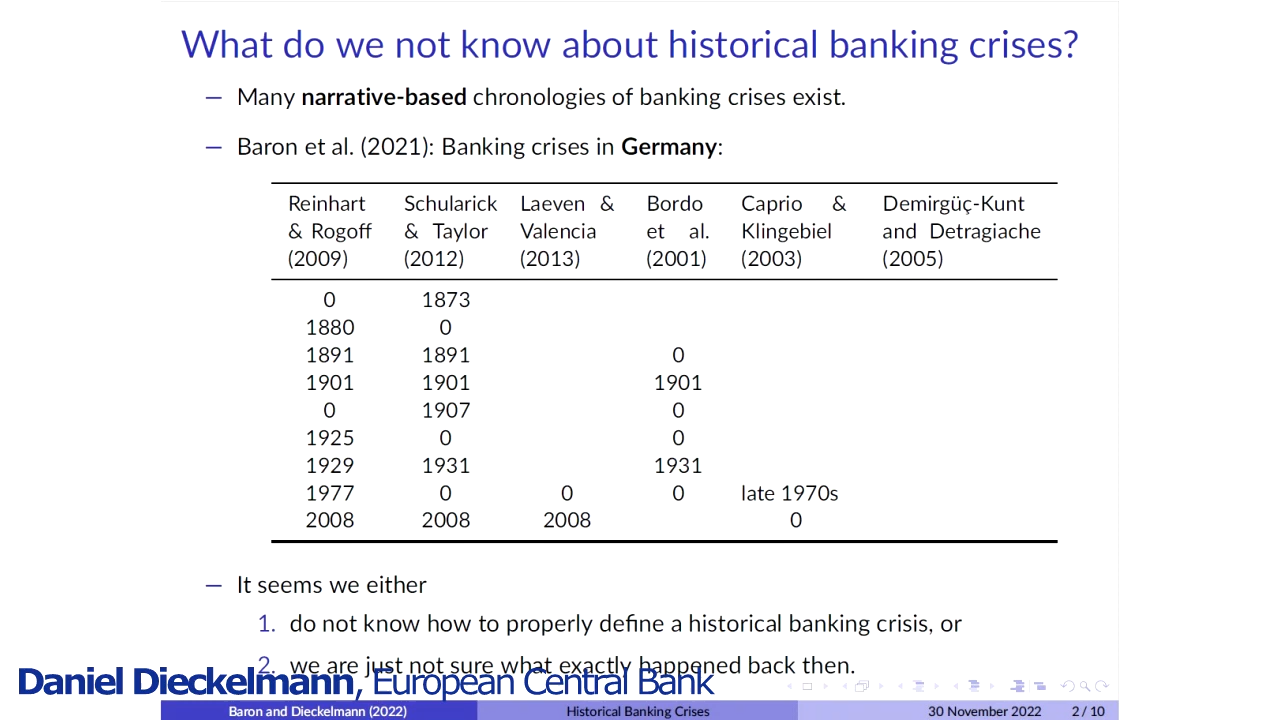 What do we not know about historical banking crises?
— Many narrative-based chronologies of banking crises exist.
— Baron et al. (2021): Banking crises in Germany:
Reinhart Schularick Laeven & Bordo Caprio & Demirgüç-Kunt
& Rogoff & Taylor Valencia et al. Klingebiel and Detragiache
(2009) (2012) (2013) (2001) (2003) (2005)
0 1873
1880 0
1891 1891 0
1901 1901 1901
0 1907 0
1925 0 0
1929 1931 1931
1977 0 0 0 late 1970s
2008 2008 2008 0
— It seems we either
1. do not know how to properly define a historical banking crisis, or
2. we are just not sure what exactly happened back then.
Daniel Dieckelmann, European Central Bank
Baron and Dieckelmann (2022) Historical Banking Crises 30 November 2022 2 / 10